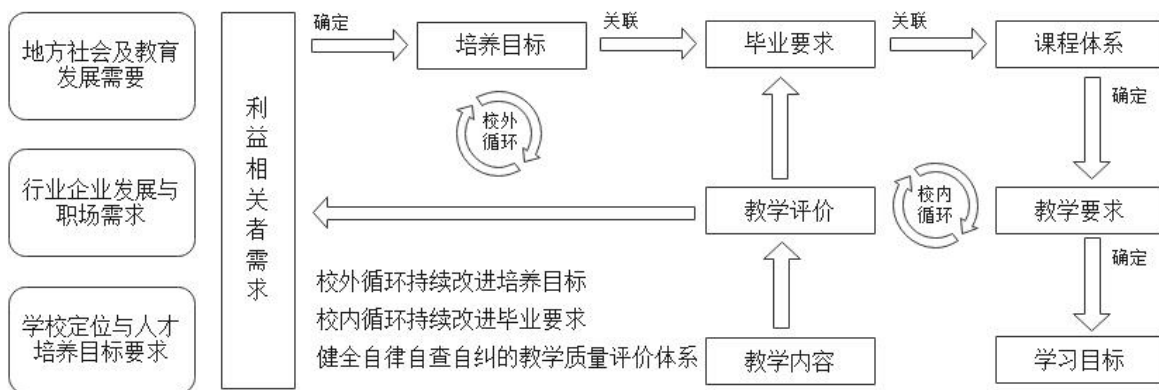 地方社会及教育
发展需要
行业企业发展与
职场需求
学校定位与人才
培养目标要求
利益相关者需求
确定
培养目标
关联
毕业要求
关联
课程体系
确定
校外
循环
教学评价
校内
循环
教学要求
确定
校外循环持续改进培养目标
校内循环持续改进毕业要求
健全自律自查自纠的教学质量评价体系
教学内容
学习目标